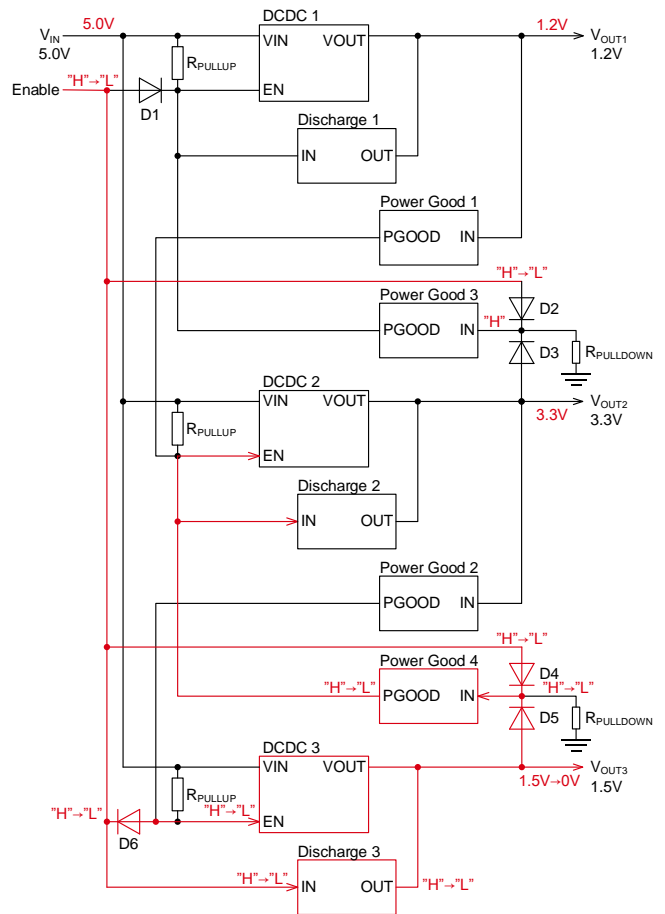 DCDC 1
VIN 5.0V 5.0V
VIN VOUT
1.2V VOUT1 1.2V
RPULLUP
Enable "H"→"L"
D1
EN
Discharge 1
IN OUT
Power Good 1
PGOOD IN
"H"→"L"
Power Good 3
D2
PGOOD IN "H"
D3 RPULLDOWN
DCDC 2
VIN VOUT
3.3V VOUT2 3.3V
RPULLUP
EN
Discharge 2
IN OUT
Power Good 2
PGOOD IN
"H"→"L"
Power Good 4
D4
"H"→"L" PGOOD IN "H"→"L"
D5 RPULLDOWN
DCDC 3
VIN VOUT
1.5V→0V VOUT3 1.5V
RPULLUP
"H"→"L" "H"→"L" EN
D6
Discharge 3
"H"→"L" IN OUT "H"→"L"